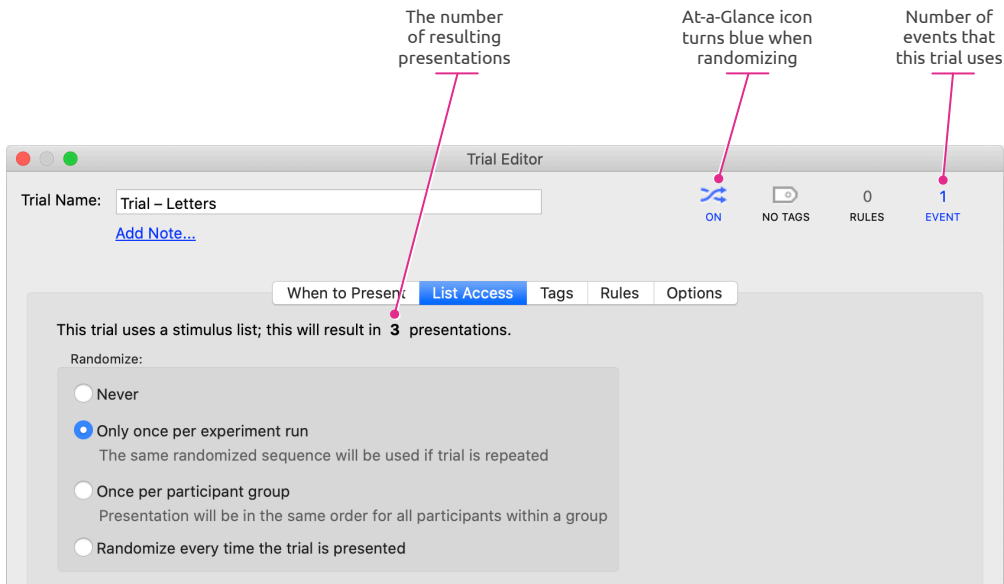 The number
of resulting
presentations
At-a-Glance icon
turns blue when
randomizing
Number of
events that
this trial uses
Trial Editor
Trial Name:
Trial – Letters
Add Note...
ON
NO TAGS
0
RULES
1
EVENT
When to Present
List Access
Tags
Rules
Options
This trial uses a stimulus list; this will result in 3 presentations.
Randomize:
Never
Only once per experiment run
The same randomized sequence will be used if trial is repeated
Once per participant group
Presentation will be in the same order for all participants within a group
Randomize every time the trial is presented